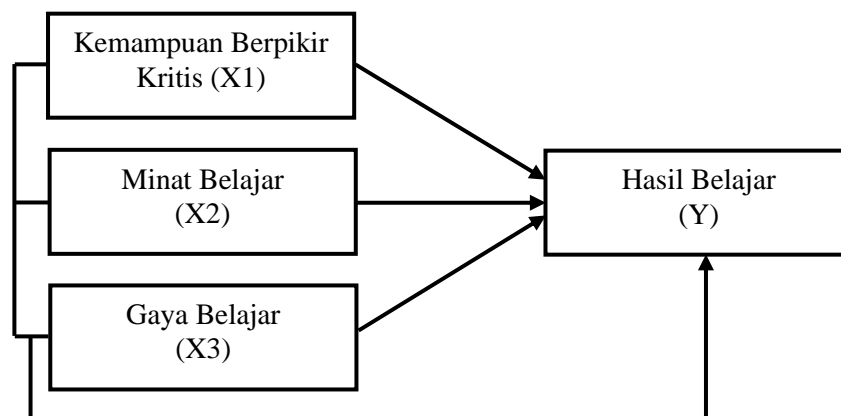 Kemampuan Berpikir
Kritis (X1)
Minat Belajar
(X2)
Hasil Belajar
(Y)
Gaya Belajar
(X3)